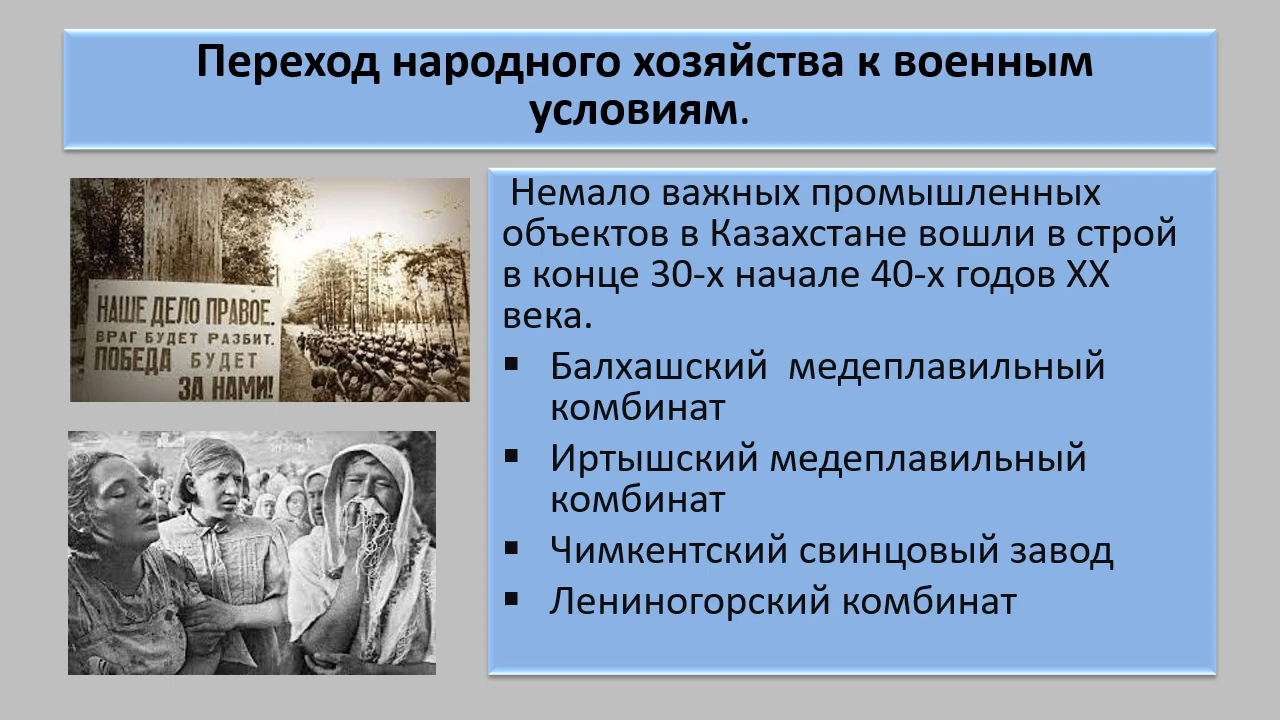 Переход народного хозяйства к военным
условиям.
НАШЕ ДЕЛО ПРАВОЕ.
ВРАГ БУДЕТ РАЗБИТ.
ПОБЕДА БУДЕТ
ЗА НАМИ!
Немало важных промышленных
объектов в Казахстане вошли в строй
в конце 30-х начале 40-х годов XX
века.
▪ Балхашский  медеплавильный
комбинат
▪ Иртышский медеплавильный
комбинат
▪ Чимкентский свинцовый завод
▪ Лениногорский комбинат